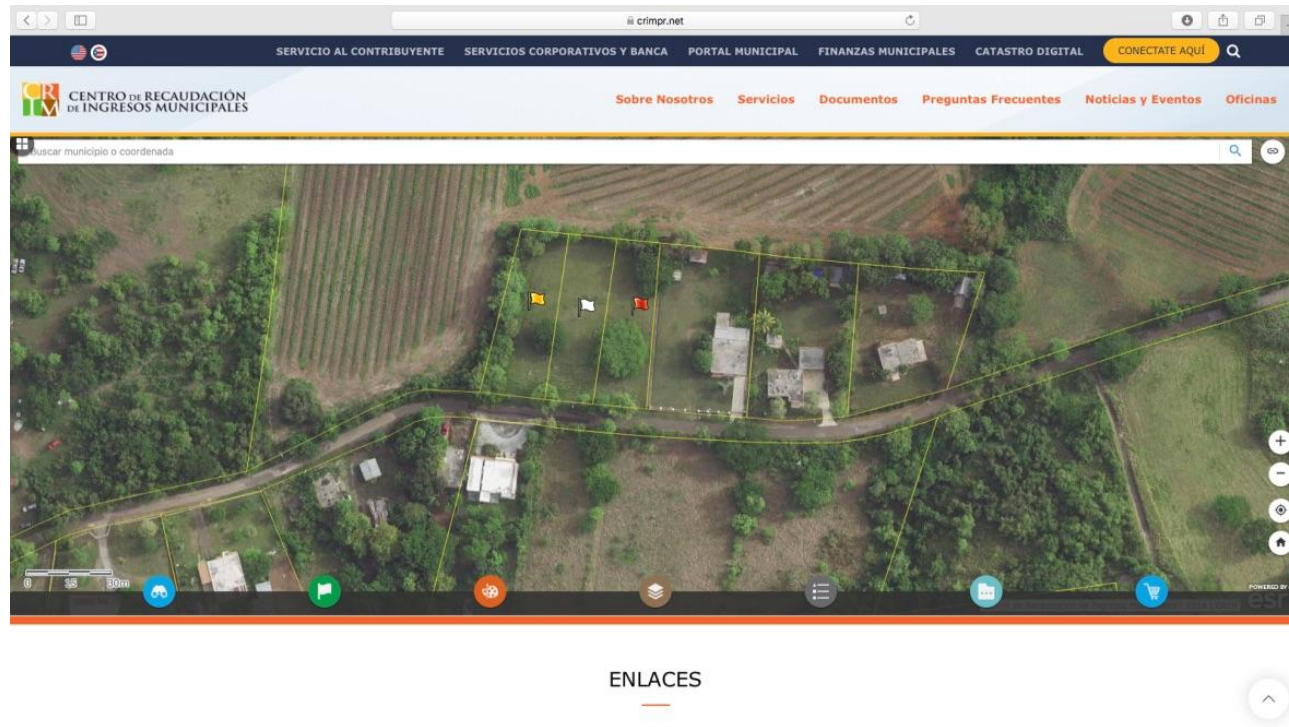 crimpr.net
SERVICIO AL CONTRIBUYENTE SERVICIOS CORPORATIVOS Y BANCA PORTAL MUNICIPAL FINANZAS MUNICIPALES CATASTRO DIGITAL CONECTATE AQUÍ
CR
IM
CENTRO DE RECAUDACIÓN
DE INGRESOS MUNICIPALES
Sobre Nosotros Servicios Documentos Preguntas Frecuentes Noticias y Eventos Oficinas
Buscar municipio o coordenada
0 15 30m
POWERED BY
esri
ENLACES